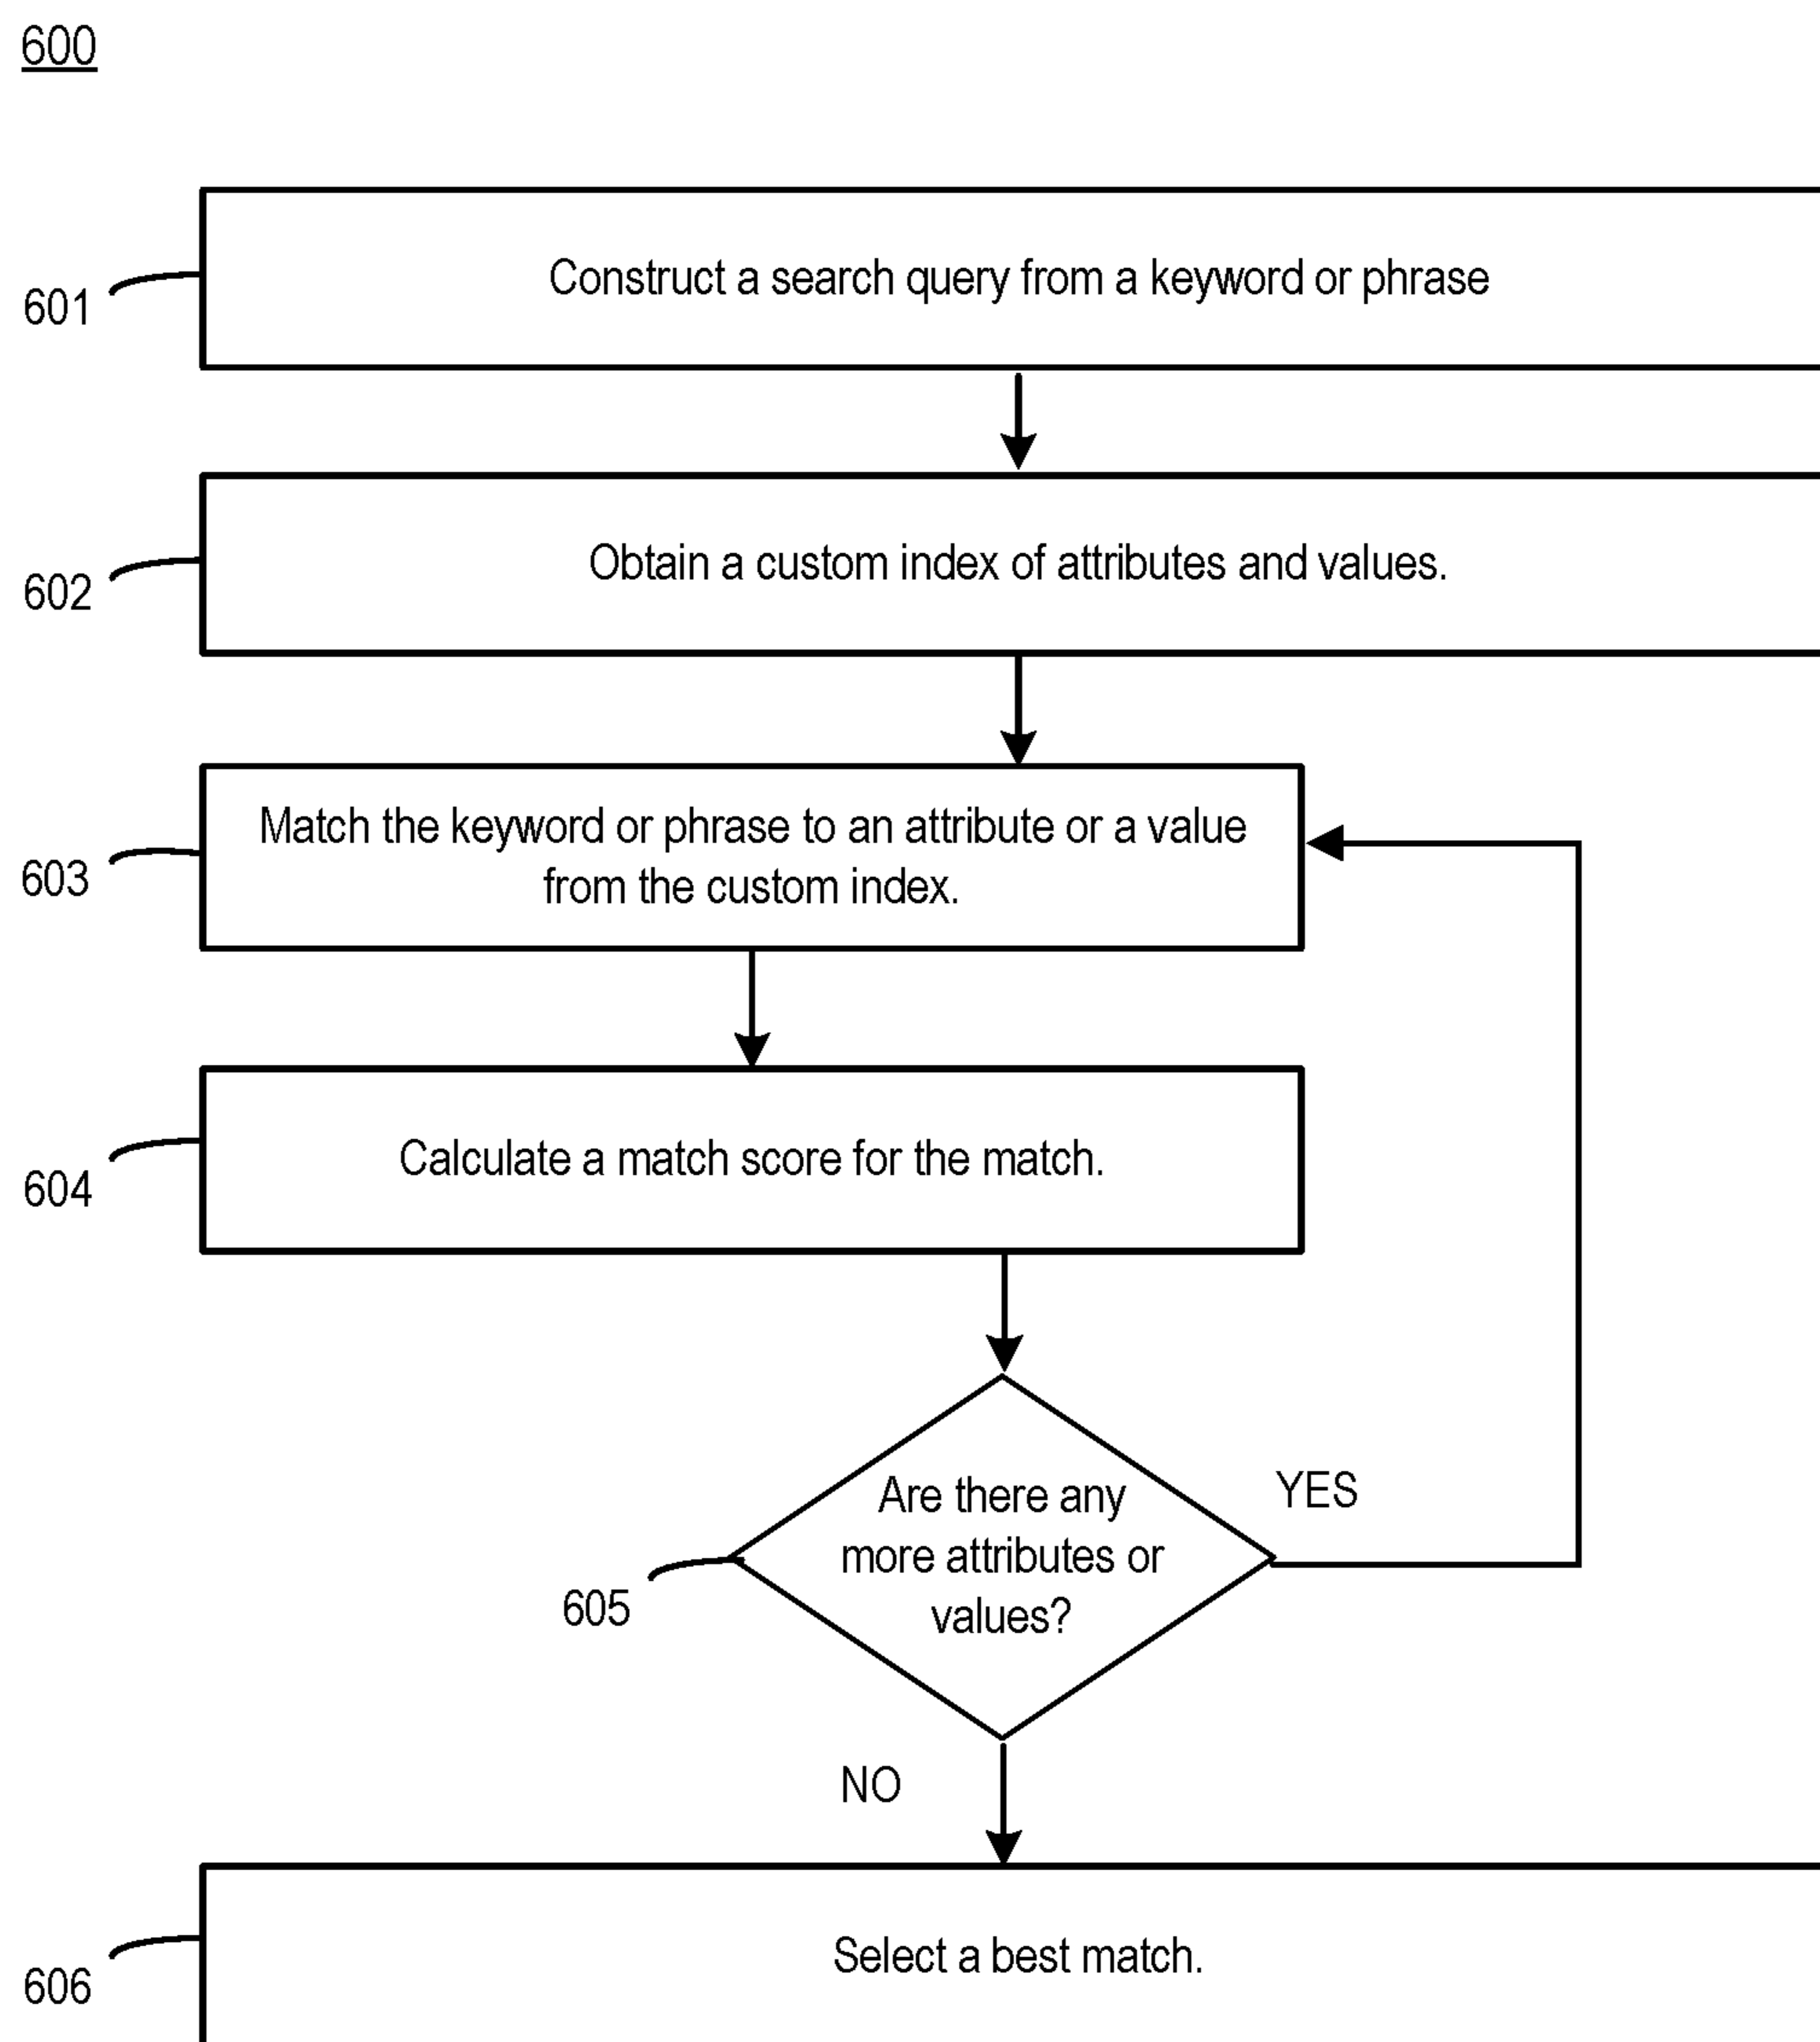 600
Construct a search query from a keyword or phrase
601
Obtain a custom index of attributes and values.
602
Match the keyword or phrase to an attribute or a value
from the custom index.
603
Calculate a match score for the match.
604
Are there any
more attributes or
values?
YES
605
NO
Select a best match.
606